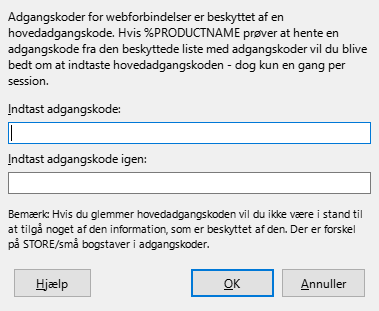 Adgangskoder for webforbindelser er beskyttet af en
hovedadgangskode. Hvis %PRODUCTNAME prøver at hente en
adgangskode fra den beskyttede liste med adgangskoder vil du blive
bedt om at indtaste hovedadgangskoden - dog kun en gang per
session.
Indtast adgangskode:
Indtast adgangskode igen:
Bemærk: Hvis du glemmer hovedadgangskoden vil du ikke være i stand til
at tilgå noget af den information, som er beskyttet af den. Der er forskel
på STORE/små bogstaver i adgangskoder.
Hjælp OK Annuller